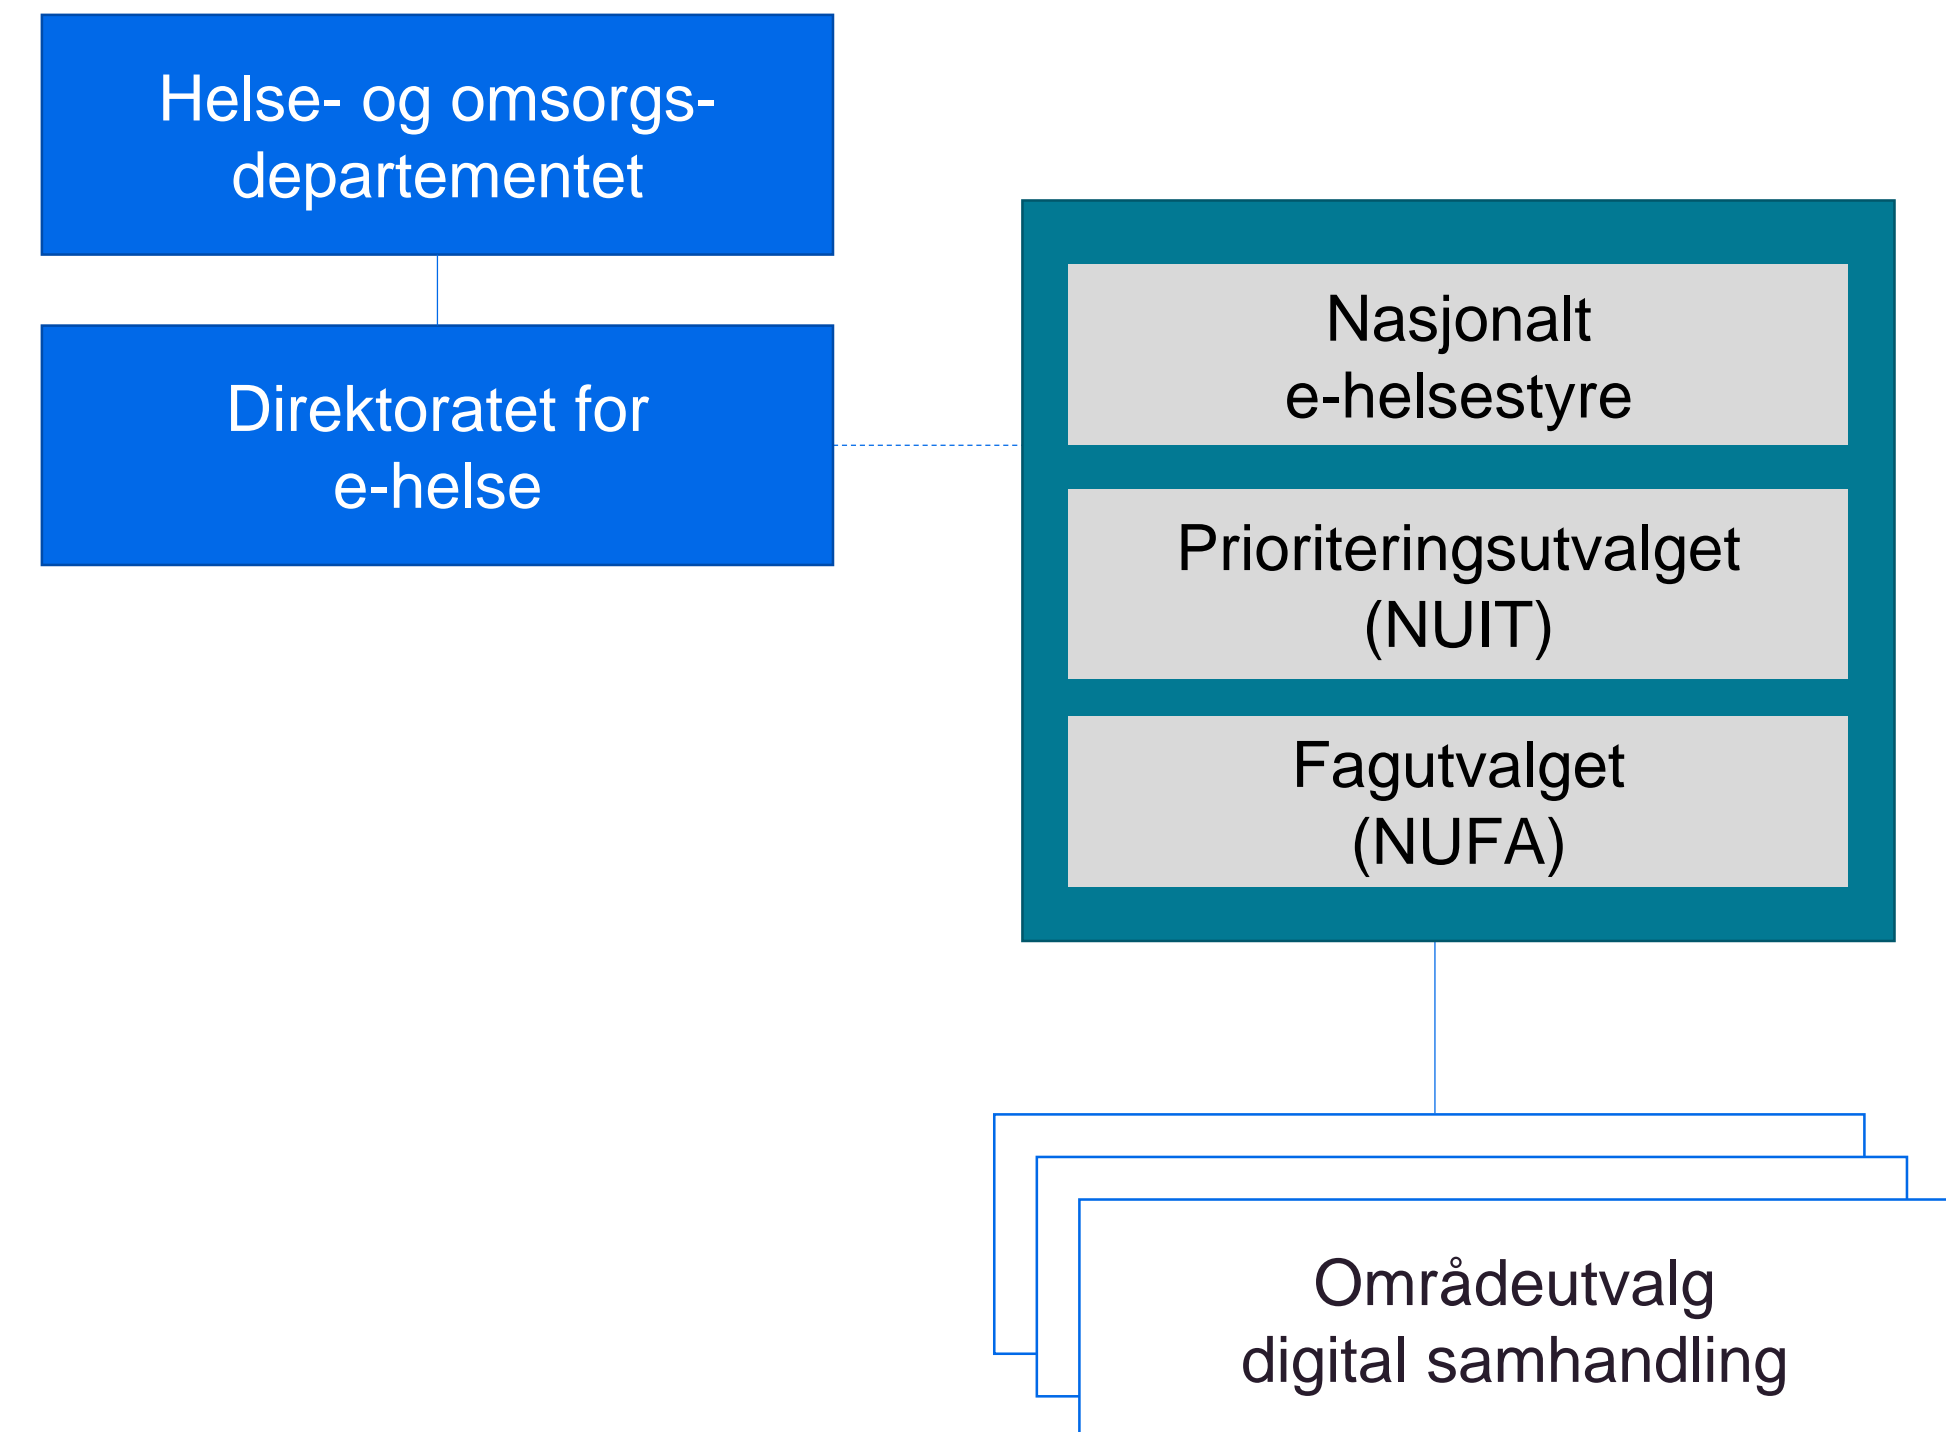 Helse- og omsorgs-
departementet
Direktoratet for
e-helse
Nasjonalt
e-helsestyre
Prioriteringsutvalget
(NUIT)
Fagutvalget
(NUFA)
Områdeutvalg
digital samhandling